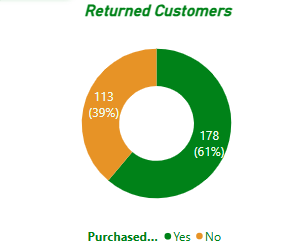 Returned Customers
113
(39%)
178
(61%)
Purchased... Yes No